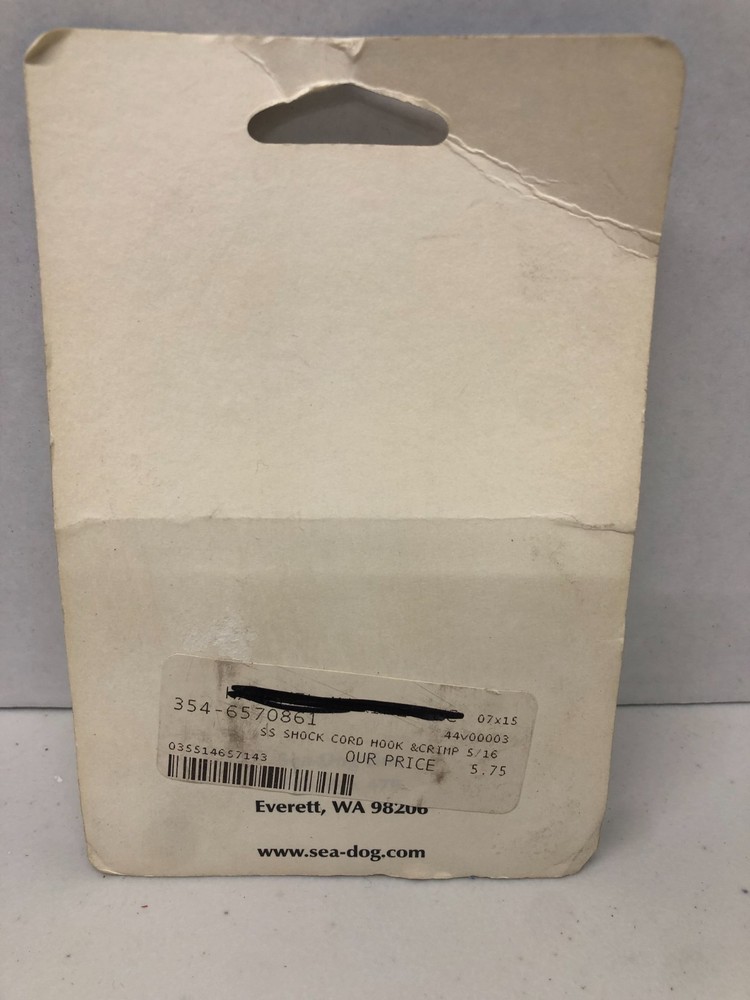 354-6570861 07x15
44v00003
SS SHOCK CORD HOOK &CRIMP 5/16
035514657143 OUR PRICE 5.75
Everett, WA 98206
www.sea-dog.com